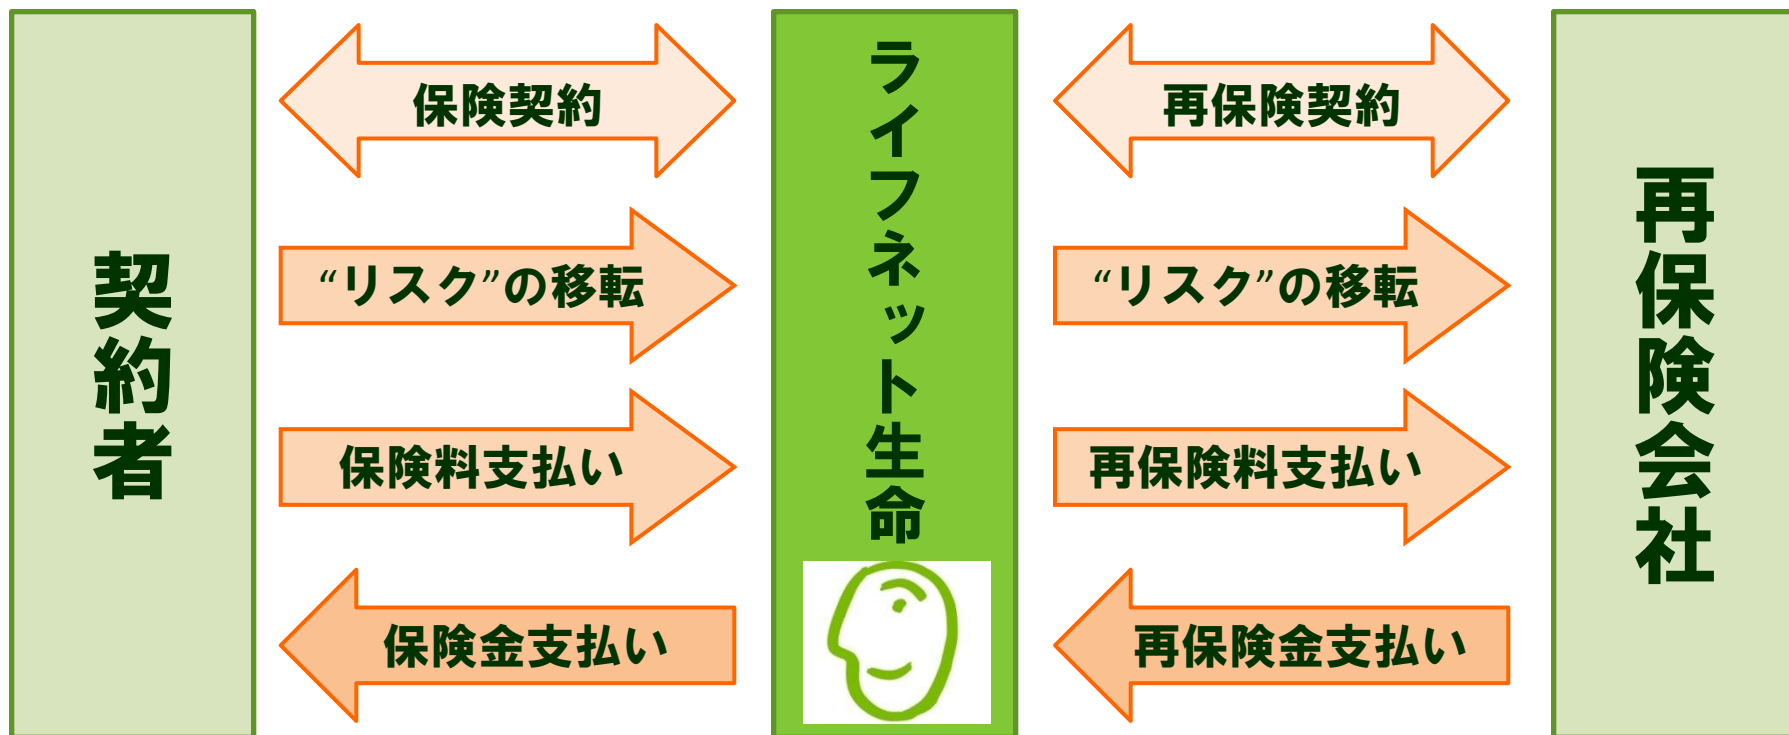 契約者
保険契約
“リスク”の移転
保険料支払い
保険金支払い
ライフネット生命
再保険契約
“リスク”の移転
再保険料支払い
再保険金支払い
再保険会社